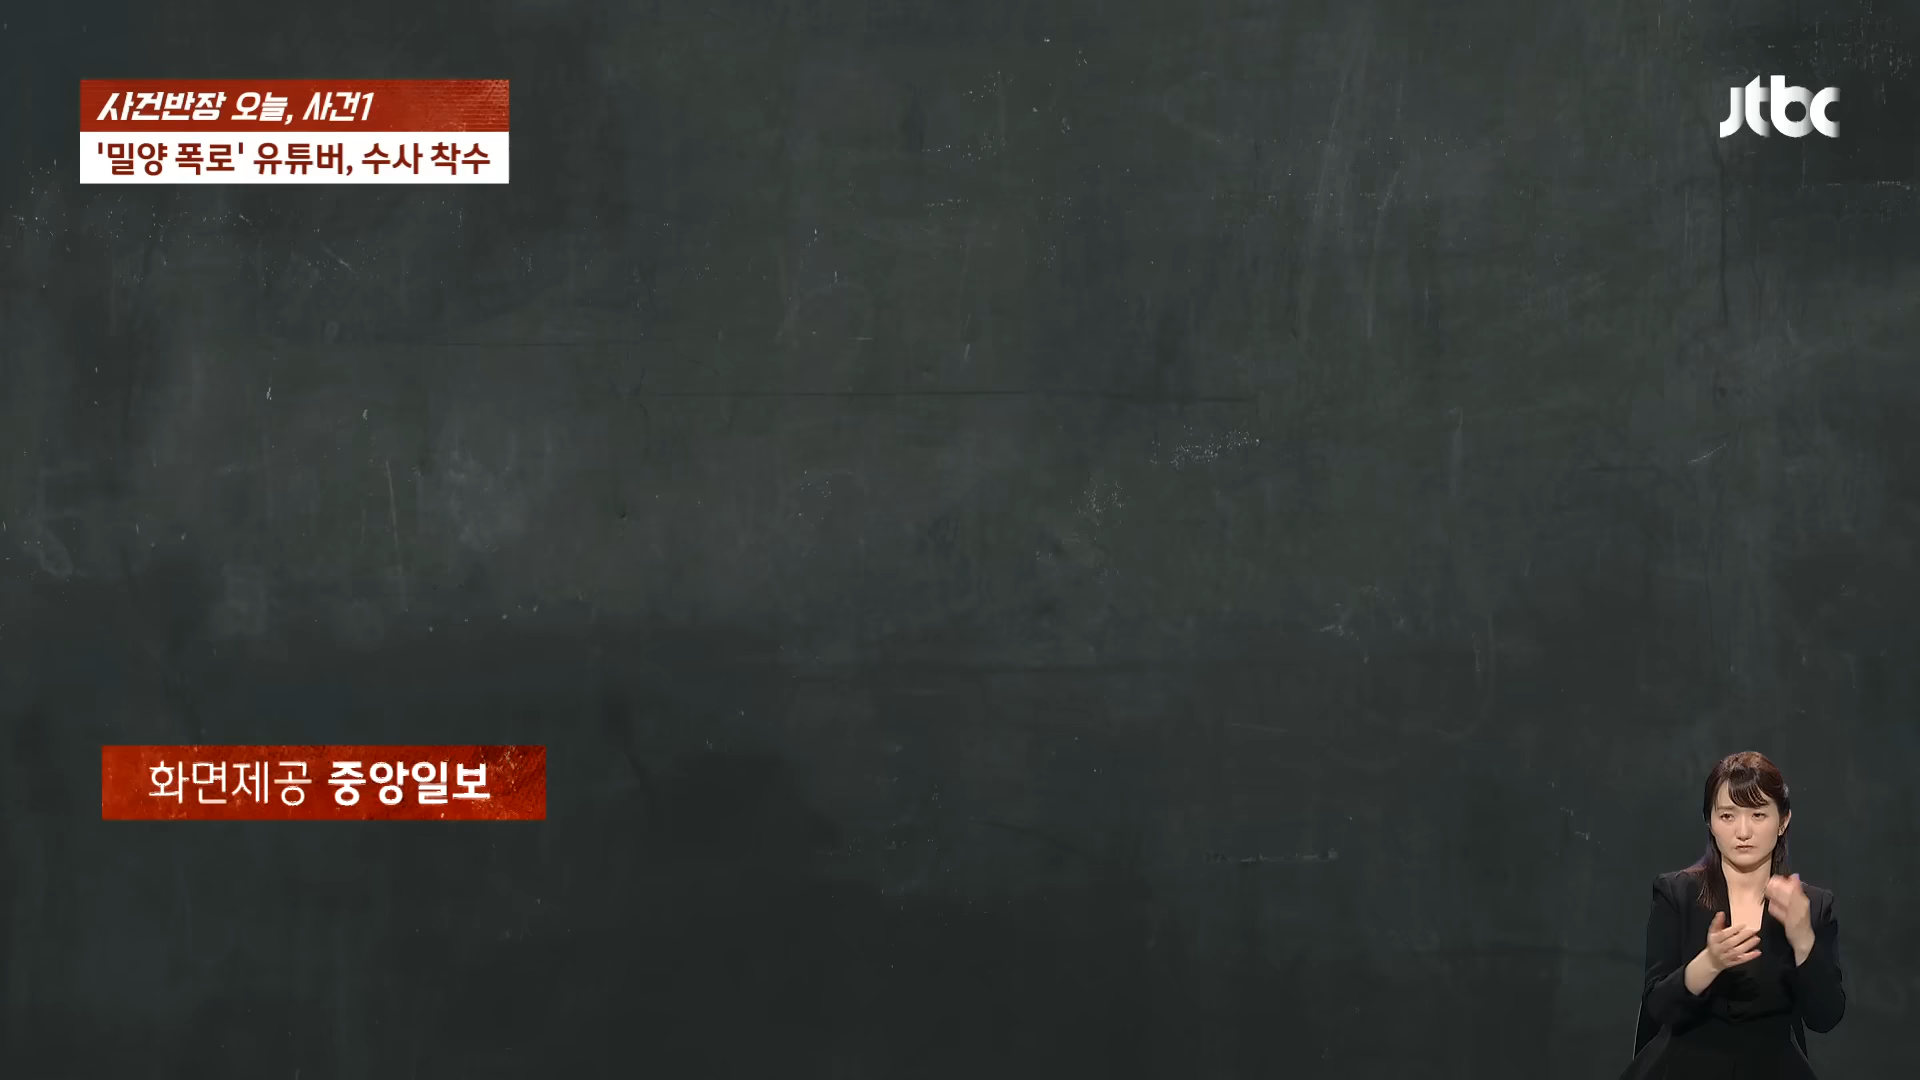 사건반장 오늘, 사건1
'밀양 폭로' 유튜버, 수사 착수
jtbc
화면제공 중앙일보